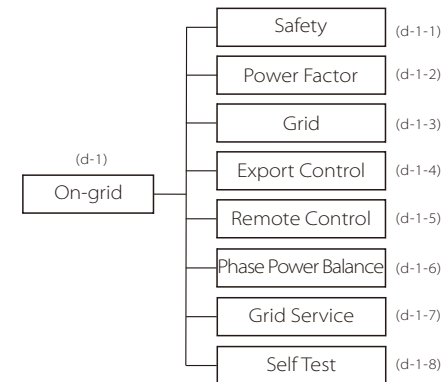 Safety (d-1-1)
Power Factor (d-1-2)
Grid (d-1-3)
(d-1)
Export Control (d-1-4)
On-grid
Remote Control (d-1-5)
Phase Power Balance (d-1-6)
Grid Service (d-1-7)
Self Test (d-1-8)